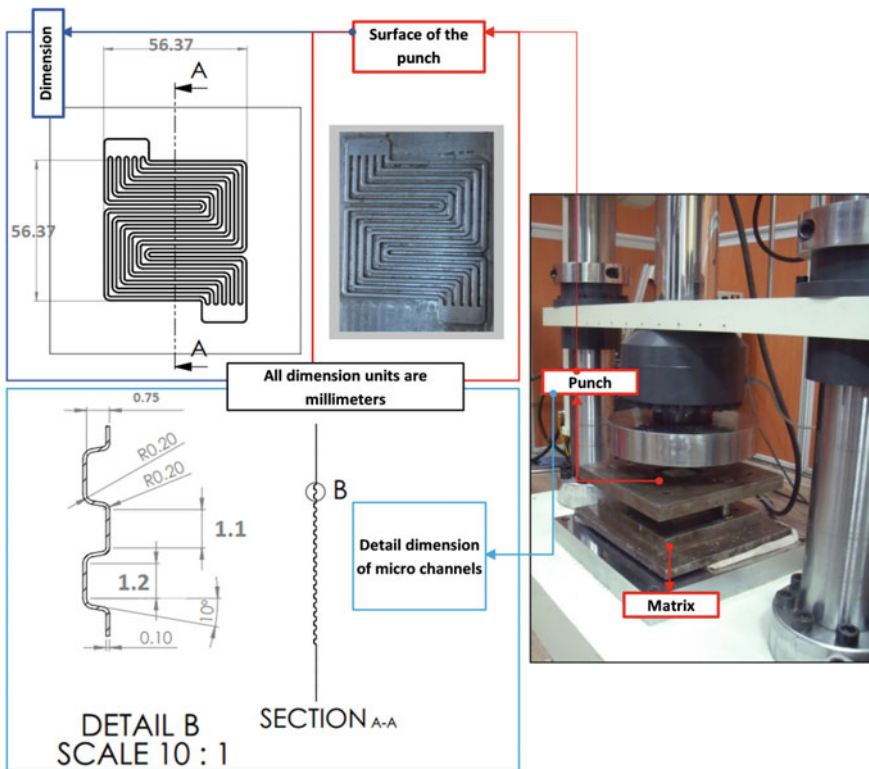 Dimension
56.37
A
Surface of the
punch
56.37
A
All dimension units are
millimeters
Punch
Matrix
0.75
R0.20
R0.20
1.1
1.2
10°
0.10
B
Detail dimension
of micro channels
DETAIL B
SCALE 10 : 1
SECTION A-A